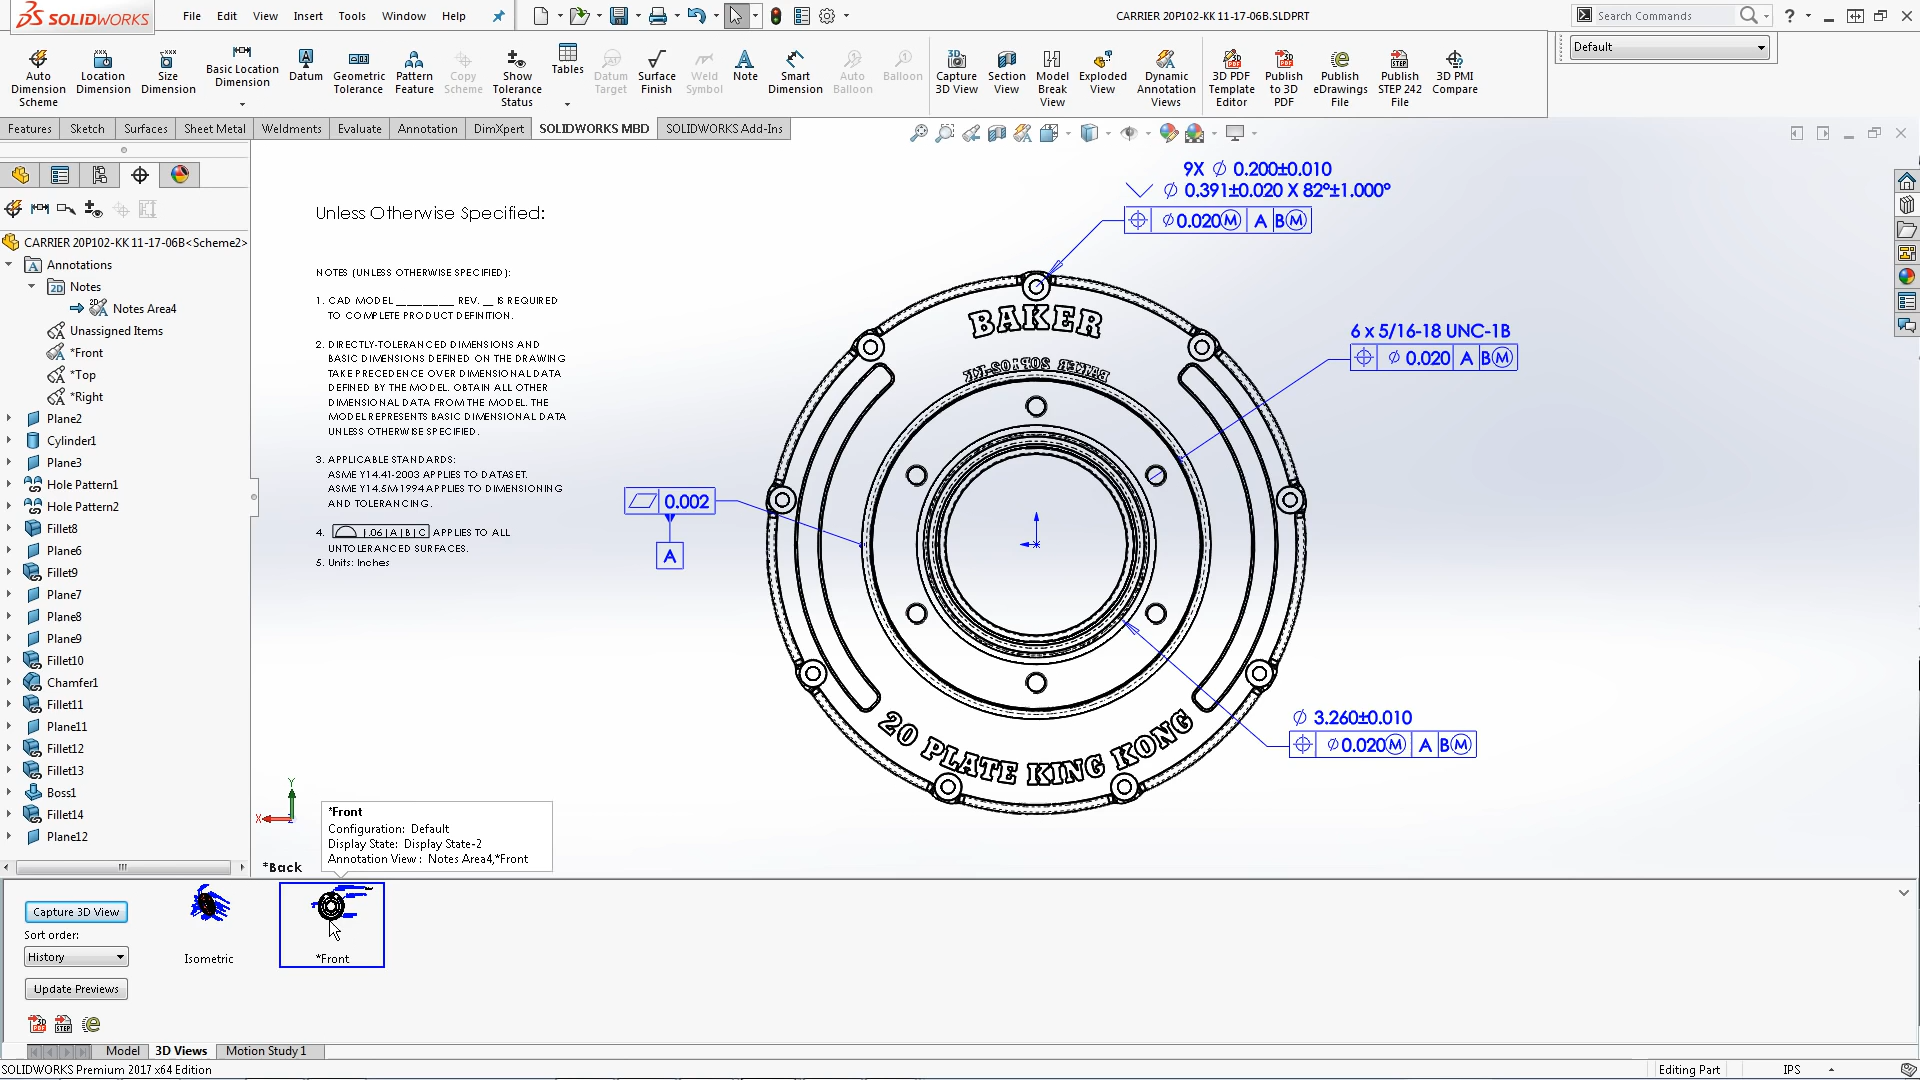 SOLIDWORKS
File Edit View Insert Tools Window Help
CARRIER 20P102-KK 11-17-06B.SLDPRT
Search Commands
Auto Dimension Scheme
Location Dimension
Size Dimension
Basic Location Dimension
Datum
Geometric Tolerance
Pattern Feature
Copy Scheme
Show Tolerance Status
Tables
Datum Target
Surface Finish
Weld Symbol
Note
Smart Dimension
Auto Balloon
Balloon
Capture 3D View
Section View
Model Break View
Exploded View
Dynamic Annotation Views
3D PDF Template Editor
Publish to 3D PDF
Publish eDrawings File
Publish STEP 242 File
3D PMI Compare
Default
Features Sketch Surfaces Sheet Metal Weldments Evaluate Annotation DimXpert SOLIDWORKS MBD SOLIDWORKS Add-Ins
CARRIER 20P102-KK 11-17-06B<Scheme2>
Annotations
Notes
Notes Area4
Unassigned Items
*Front
*Top
*Right
Plane2
Cylinder1
Plane3
Hole Pattern1
Hole Pattern2
Fillet8
Plane6
Fillet9
Plane7
Plane8
Plane9
Fillet10
Chamfer1
Fillet11
Plane11
Fillet12
Fillet13
Boss1
Fillet14
Plane12
Unless Otherwise Specified:
NOTES (UNLESS OTHERWISE SPECIFIED):
1. CAD MODEL __________ REV. __ IS REQUIRED
TO COMPLETE PRODUCT DEFINITION.
2. DIRECTLY-TOLERANCED DIMENSIONS AND
BASIC DIMENSIONS DEFINED ON THE DRAWING
TAKE PRECEDENCE OVER DIMENSIONAL DATA
DEFINED BY THE MODEL. OBTAIN ALL OTHER
DIMENSIONAL DATA FROM THE MODEL. THE
MODEL REPRESENTS BASIC DIMENSIONAL DATA
UNLESS OTHERWISE SPECIFIED.
3. APPLICABLE STANDARDS:
ASME Y14.41-2003 APPLIES TO DATASET.
ASME Y14.5M-1994 APPLIES TO DIMENSIONING
AND TOLERANCING.
4. ⌓ |.06|A|B|C APPLIES TO ALL
UNTOLERANCED SURFACES.
5. Units: Inches
9X ∅ 0.200±0.010
⌵ ∅ 0.391±0.020 X 82°±1.000°
⌖ ∅0.020Ⓜ A BⓂ
6 x 5/16-18 UNC-1B
⌖ ∅ 0.020 A BⓂ
▱ 0.002
A
∅ 3.260±0.010
⌖ ∅0.020Ⓜ A BⓂ
BAKER
BAKER 20P102-KK
20 PLATE KING KONG
Y
X
*Back
*Front
Configuration: Default
Display State: Display State-2
Annotation View : Notes Area4,*Front
Capture 3D View
Sort order:
History
Update Previews
Isometric
*Front
Model 3D Views Motion Study 1
SOLIDWORKS Premium 2017 x64 Edition
Editing Part
IPS